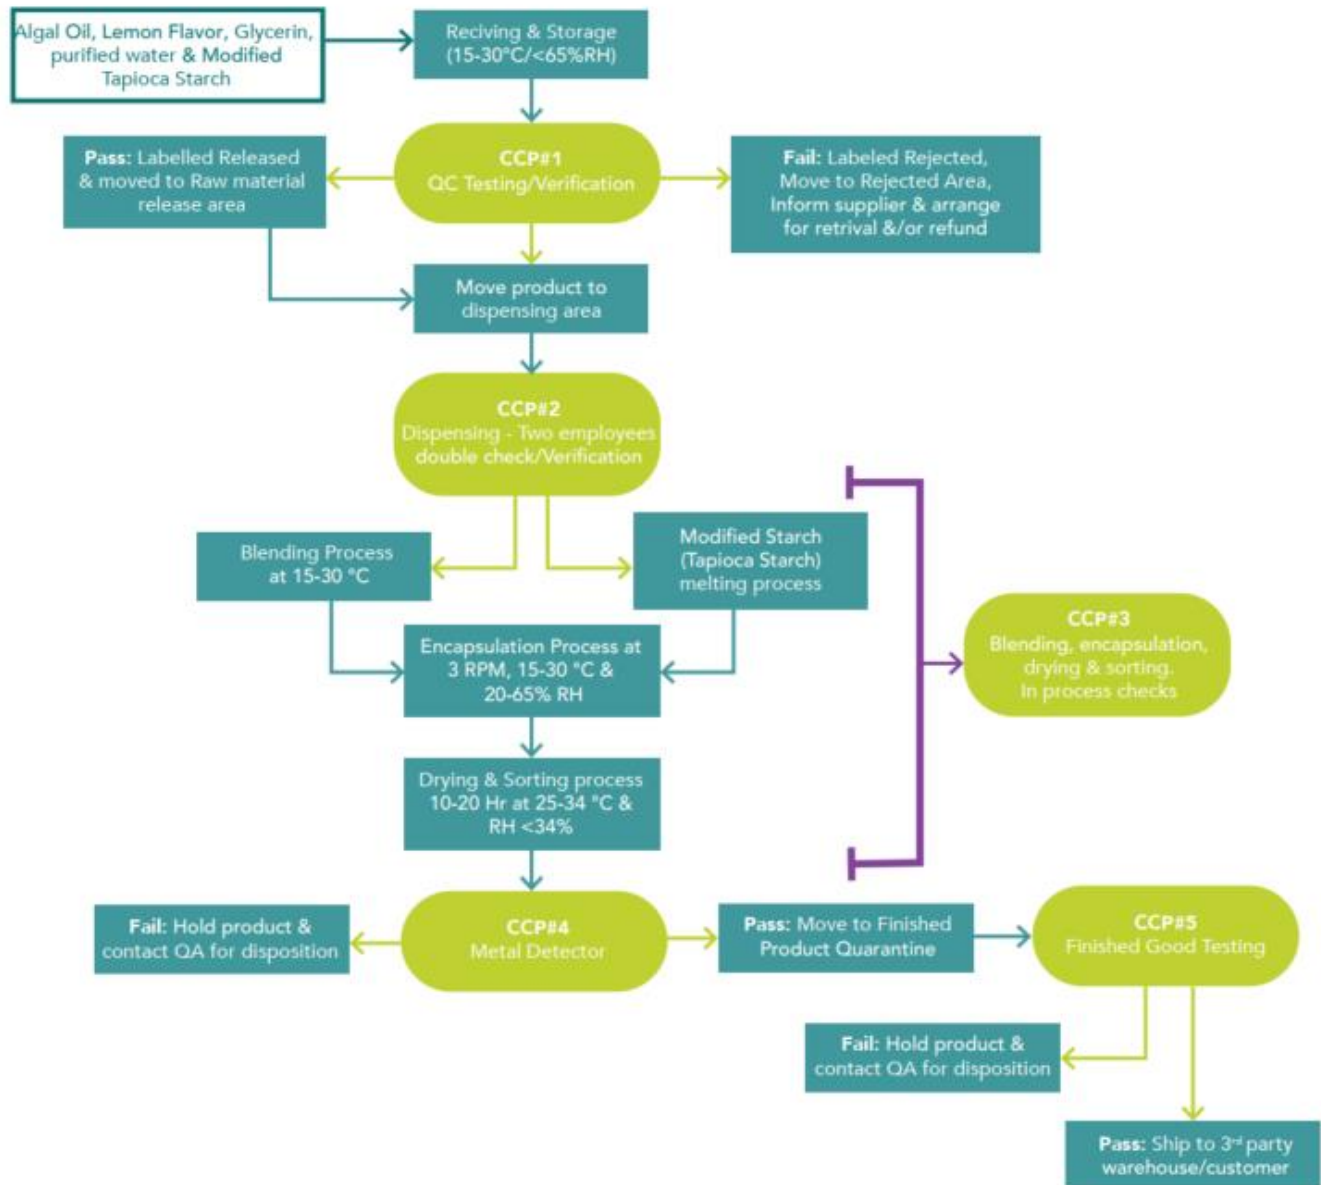 Algal Oil, Lemon Flavor, Glycerin,
purified water & Modified
Tapioca Starch
Reciving & Storage
(15-30°C/<65%RH)
Pass: Labelled Released
& moved to Raw material
release area
CCP#1
QC Testing/Verification
Fail: Labeled Rejected,
Move to Rejected Area,
Inform supplier & arrange
for retrival &/or refund
Move product to
dispensing area
CCP#2
Dispensing - Two employees
double check/Verification
Blending Process
at 15-30 °C
Modified Starch
(Tapioca Starch)
melting process
Encapsulation Process at
3 RPM, 15-30 °C &
20-65% RH
CCP#3
Blending, encapsulation,
drying & sorting.
In process checks
Drying & Sorting process
10-20 Hr at 25-34 °C &
RH <34%
Fail: Hold product &
contact QA for disposition
CCP#4
Metal Detector
Pass: Move to Finished
Product Quarantine
CCP#5
Finished Good Testing
Fail: Hold product &
contact QA for disposition
Pass: Ship to 3rd party
warehouse/customer